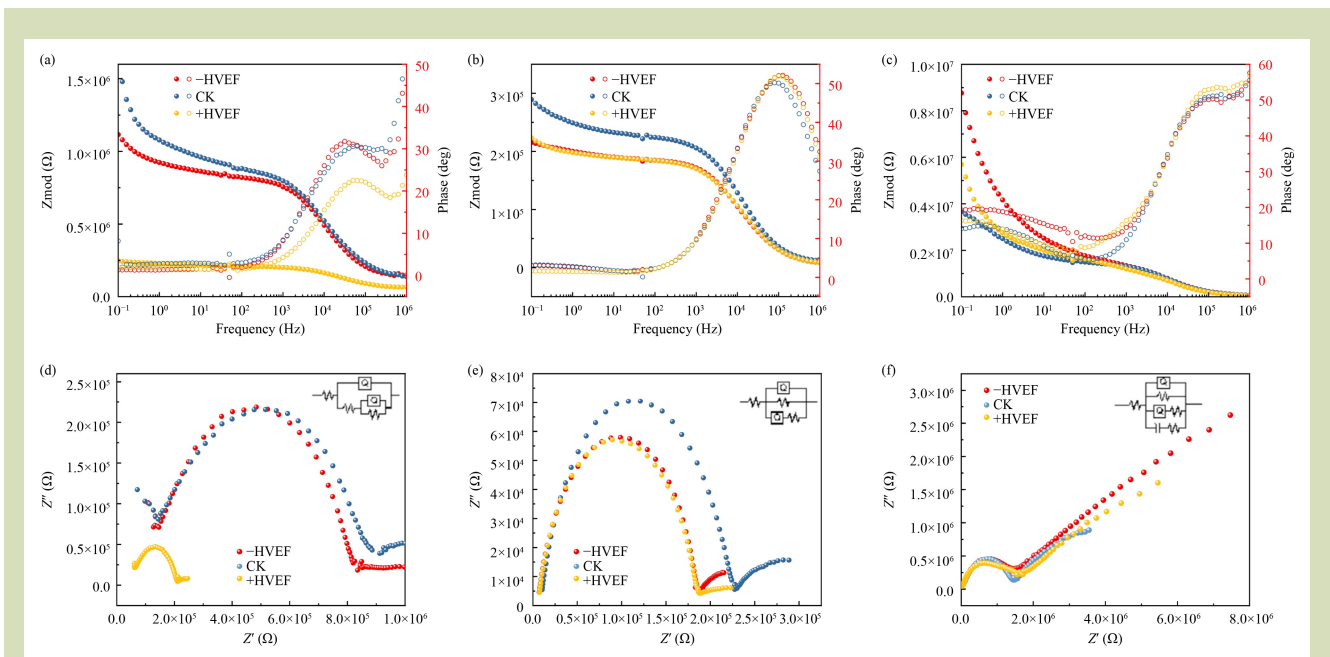 (a)
−HVEF
CK
+HVEF
1.5×10⁶
1.0×10⁶
0.5×10⁶
0.0
Zmod (Ω)
50
40
30
20
10
0
Phase (deg)
10⁻¹ 10⁰ 10¹ 10² 10³ 10⁴ 10⁵ 10⁶
Frequency (Hz)
(b)
−HVEF
CK
+HVEF
3×10⁵
2×10⁵
1×10⁵
0
Zmod (Ω)
50
40
30
20
10
0
Phase (deg)
10⁻¹ 10⁰ 10¹ 10² 10³ 10⁴ 10⁵ 10⁶
Frequency (Hz)
(c)
−HVEF
CK
+HVEF
1.0×10⁷
0.8×10⁷
0.6×10⁷
0.4×10⁷
0.2×10⁷
0.0
Zmod (Ω)
60
50
40
30
20
10
0
Phase (deg)
10⁻¹ 10⁰ 10¹ 10² 10³ 10⁴ 10⁵ 10⁶
Frequency (Hz)
(d)
2.5×10⁵
2.0×10⁵
1.5×10⁵
1.0×10⁵
0.5×10⁵
0.0
Z″ (Ω)
Q
Q
−HVEF
CK
+HVEF
0.0 2.0×10⁵ 4.0×10⁵ 6.0×10⁵ 8.0×10⁵ 1.0×10⁶
Z′ (Ω)
(e)
8×10⁴
7×10⁴
6×10⁴
5×10⁴
4×10⁴
3×10⁴
2×10⁴
1×10⁴
0
Z″ (Ω)
Q
Q
−HVEF
CK
+HVEF
0.0 0.5×10⁵ 1.0×10⁵ 1.5×10⁵ 2.0×10⁵ 2.5×10⁵ 3.0×10⁵
Z′ (Ω)
(f)
−HVEF
CK
+HVEF
3.0×10⁶
2.5×10⁶
2.0×10⁶
1.5×10⁶
1.0×10⁶
0.5×10⁶
0.0
Z″ (Ω)
Q
Q
0.0 2.0×10⁶ 4.0×10⁶ 6.0×10⁶ 8.0×10⁶
Z′ (Ω)